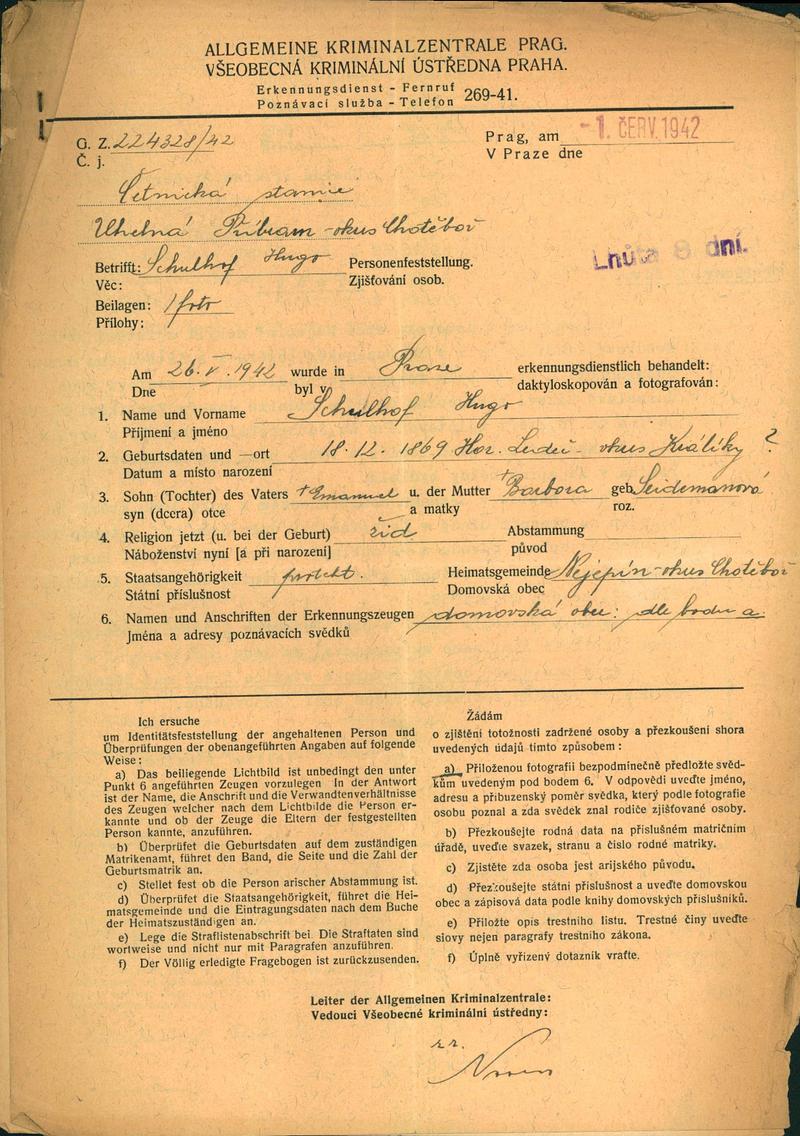 ALLGEMEINE KRIMINALZENTRALE PRAG.
VŠEOBECNÁ KRIMINÁLNÍ ÚSTŘEDNA PRAHA.
Erkennungsdienst - Fernruf 269-41.
Poznávací služba - Telefon
G. Z. 224328/42
Č. j.
Prag, am -1. ČERV. 1942
V Praze dne
Četnická stanice
Uhelná Příbram - okres Chotěboř
Lhůta 8 dní.
Betrifft: Schulhof Hugo Personenfeststellung.
Věc: Zjišťování osob.
Beilagen: 1 foto
Přílohy:
Am 26. V. 1942 wurde in Praze erkennungsdienstlich behandelt:
Dne byl v daktyloskopován a fotografován:
1. Name und Vorname Schulhof Hugo
Příjmení a jméno
2. Geburtsdaten und —ort 18. 12. 1869 Hor. - okres Králíky ?
Datum a místo narození
3. Sohn (Tochter) des Vaters † Emanuel u. der Mutter † Barbora geb. Seidemanová
syn (dcera) otce a matky roz.
4. Religion jetzt (u. bei der Geburt) žid Abstammung
Náboženství nyní [a při narození] původ
5. Staatsangehörigkeit protekt. Heimatsgemeinde Nejepín - okres Chotěboř
Státní příslušnost Domovská obec
6. Namen und Anschriften der Erkennungszeugen domovská obec: dle bodu a.
Jména a adresy poznávacích svědků
Ich ersuche
um Identitätsfeststellung der angehaltenen Person und
Überprüfungen der obenangeführten Angaben auf folgende
Weise :
a) Das beiliegende Lichtbild ist unbedingt den unter
Punkt 6 angeführten Zeugen vorzulegen In der Antwort
ist der Name, die Anschrift und die Verwandtenverhältnisse
des Zeugen welcher nach dem Lichtbilde die Person er-
kannte und ob der Zeuge die Eltern der festgestellten
Person kannte, anzuführen.
b) Überprüfet die Geburtsdaten auf dem zuständigen
Matrikenamt, führet den Band, die Seite und die Zahl der
Geburtsmatrik an.
c) Stellet fest ob die Person arischer Abstammung ist.
d) Überprüfet die Staatsangehörigkeit, führet die Hei-
matsgemeinde und die Eintragungsdaten nach dem Buche
der Heimatszuständigen an.
e) Lege die Straflistenabschrift bei. Die Straftaten sind
wortweise und nicht nur mit Paragrafen anzuführen.
f) Der Völlig erledigte Fragebogen ist zurückzusenden.
Žádám
o zjištění totožnosti zadržené osoby a přezkoušení shora
uvedených údajů tímto způsobem :
a) Přiloženou fotografii bezpodmínečně předložte svěd-
kům uvedeným pod bodem 6. V odpovědi uveďte jméno,
adresu a příbuzenský poměr svědka, který podle fotografie
osobu poznal a zda svědek znal rodiče zjišťované osoby.
b) Přezkoušejte rodná data na příslušném matričním
úřadě, uveďte svazek, stranu a číslo rodné matriky.
c) Zjistěte zda osoba jest arijského původu.
d) Přezkoušejte státní příslušnost a uveďte domovskou
obec a zápisová data podle knihy domovských příslušníků.
e) Přiložte opis trestního listu. Trestné činy uveďte
slovy nejen paragrafy trestního zákona.
f) Úplně vyřízený dotazník vraťte.
Leiter der Allgemeinen Kriminalzentrale:
Vedoucí Všeobecné kriminální ústředny: